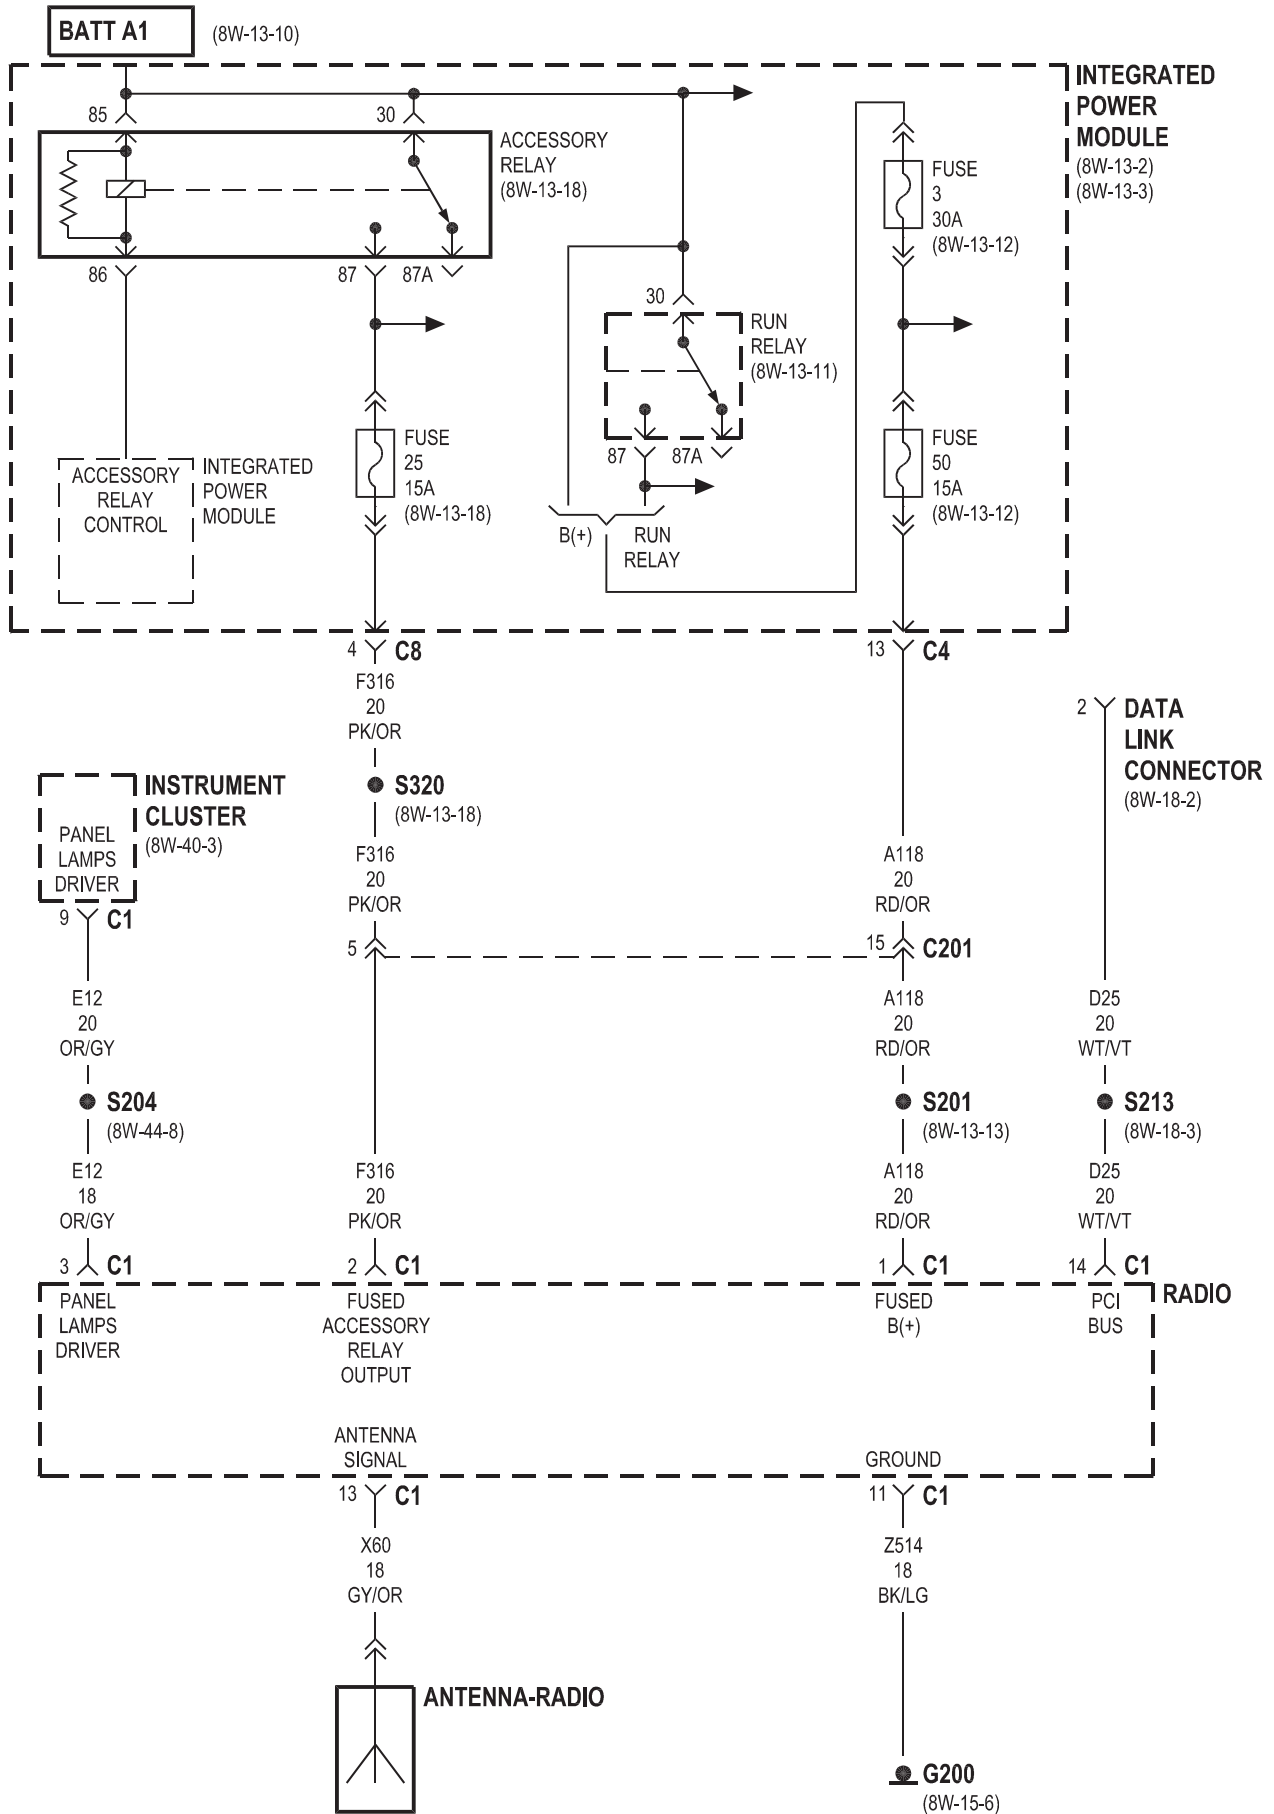 BATT A1
(8W-13-10)
INTEGRATED
POWER
MODULE
(8W-13-2)
(8W-13-3)
85
30
ACCESSORY
RELAY
(8W-13-18)
FUSE
3
30A
(8W-13-12)
86
87
87A
30
RUN
RELAY
(8W-13-11)
ACCESSORY
RELAY
CONTROL
INTEGRATED
POWER
MODULE
FUSE
25
15A
(8W-13-18)
87
87A
FUSE
50
15A
(8W-13-12)
B(+)
RUN
RELAY
4
C8
13
C4
F316
20
PK/OR
2
DATA
LINK
CONNECTOR
(8W-18-2)
S320
(8W-13-18)
INSTRUMENT
CLUSTER
(8W-40-3)
PANEL
LAMPS
DRIVER
F316
20
PK/OR
A118
20
RD/OR
9
C1
5
15
C201
E12
20
OR/GY
A118
20
RD/OR
D25
20
WT/VT
S204
(8W-44-8)
S201
(8W-13-13)
S213
(8W-18-3)
E12
18
OR/GY
F316
20
PK/OR
A118
20
RD/OR
D25
20
WT/VT
3
C1
2
C1
1
C1
14
C1
RADIO
PANEL
LAMPS
DRIVER
FUSED
ACCESSORY
RELAY
OUTPUT
FUSED
B(+)
PCI
BUS
ANTENNA
SIGNAL
GROUND
13
C1
11
C1
X60
18
GY/OR
Z514
18
BK/LG
ANTENNA-RADIO
G200
(8W-15-6)